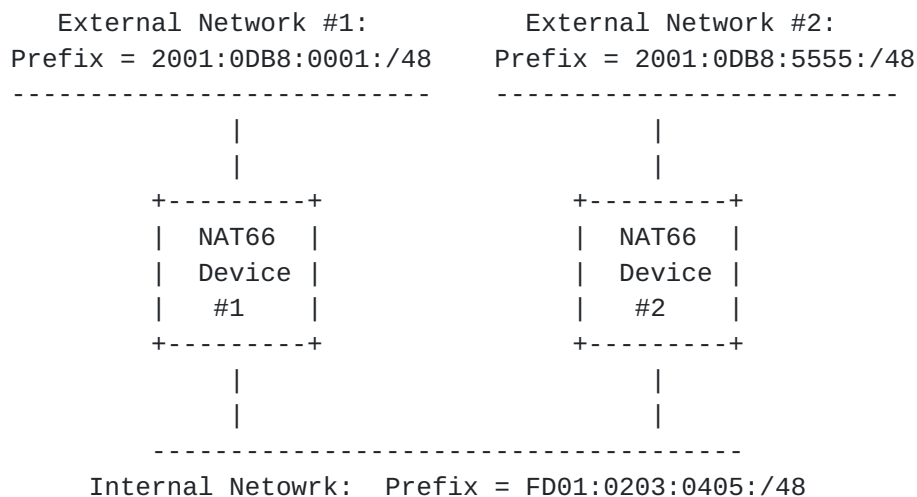 External Network #1: External Network #2:
Prefix = 2001:0DB8:0001:/48 Prefix = 2001:0DB8:5555:/48
NAT66 NAT66
Device Device
#1 #2
Internal Netowrk: Prefix = FD01:0203:0405:/48